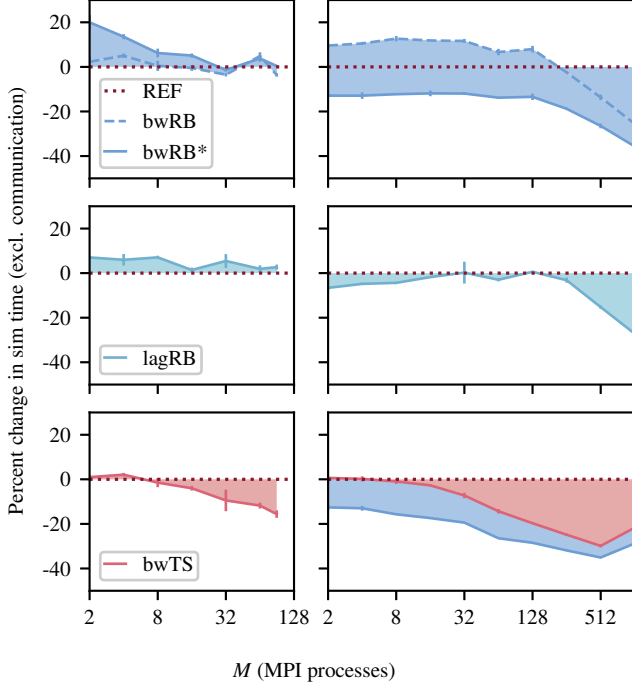 Percent change in sim time (excl. communication)
20
0
-20
-40
REF
bwRB
bwRB*
20
0
-20
-40
lagRB
20
0
-20
-40
bwTS
2 8 32 128 2 8 32 128 512
M (MPI processes)